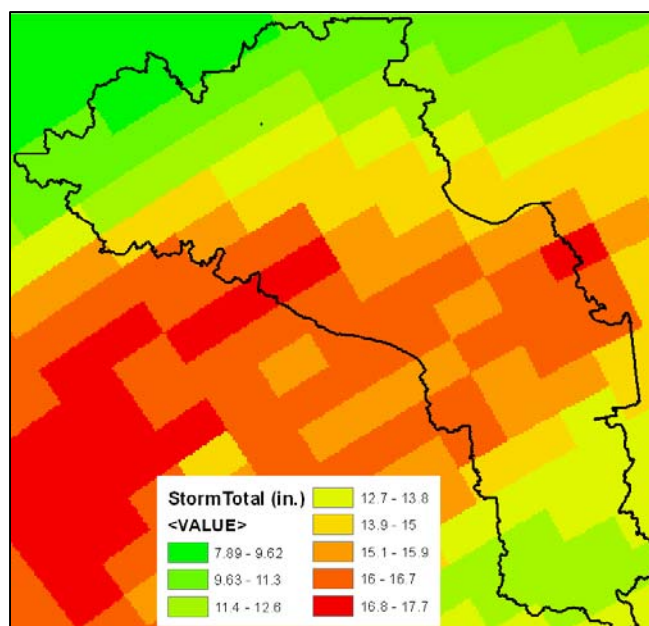 StormTotal (in.)
<VALUE>
7.89 - 9.62
9.63 - 11.3
11.4 - 12.6
12.7 - 13.8
13.9 - 15
15.1 - 15.9
16 - 16.7
16.8 - 17.7